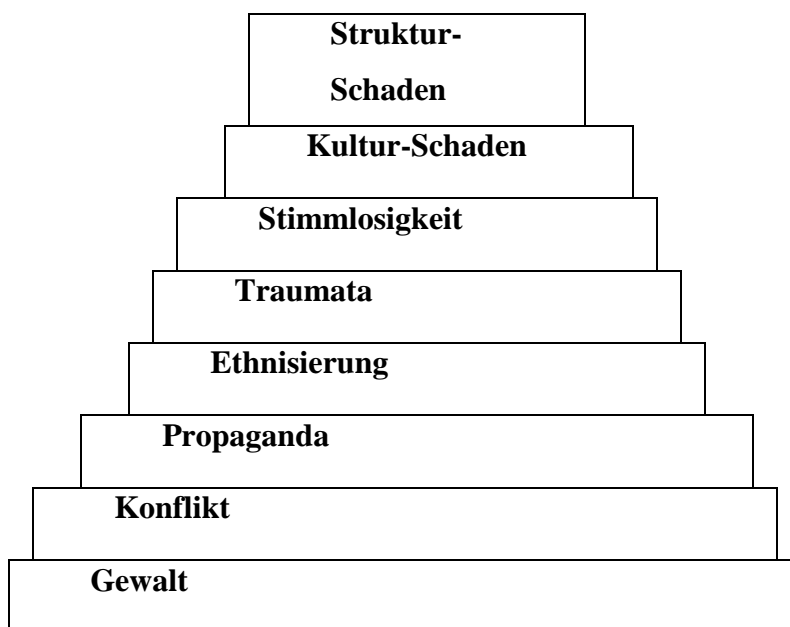 Struktur-
Schaden
Kultur-Schaden
Stimmlosigkeit
Traumata
Ethnisierung
Propaganda
Konflikt
Gewalt